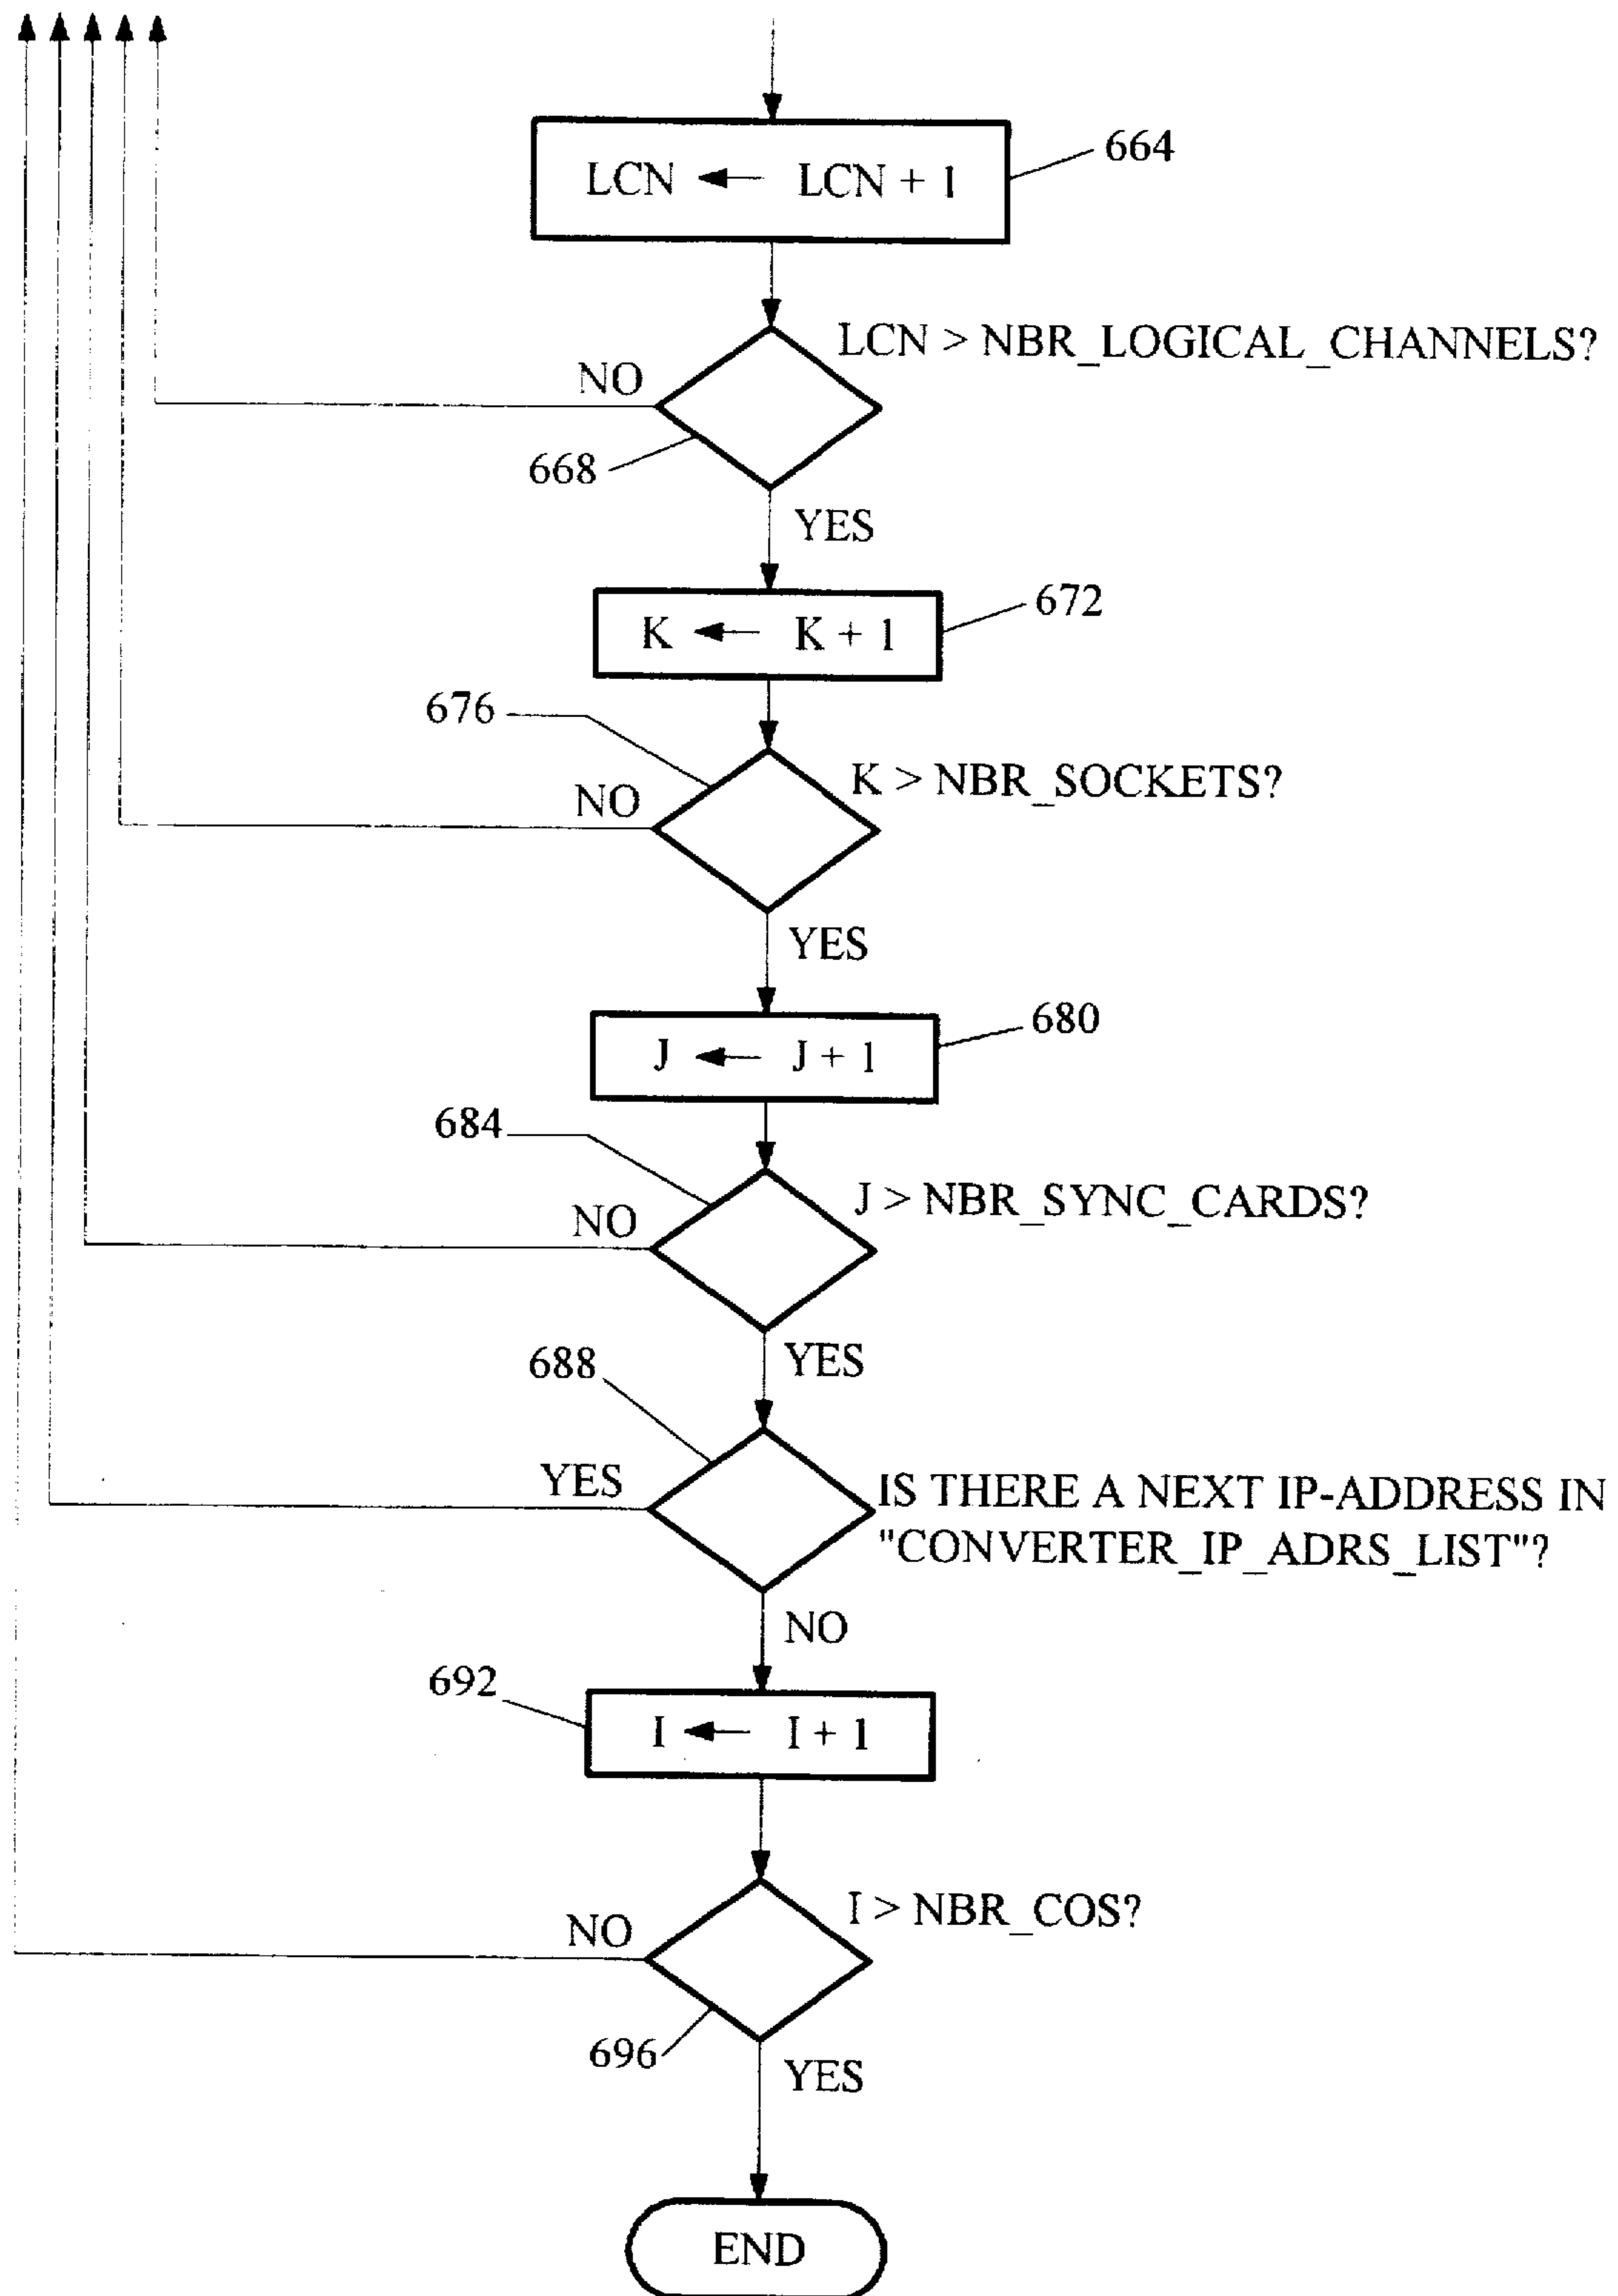 LCN ← LCN + 1
664
LCN > NBR_LOGICAL_CHANNELS?
NO
668
YES
K ← K + 1
672
676
K > NBR_SOCKETS?
NO
YES
J ← J + 1
680
684
J > NBR_SYNC_CARDS?
NO
YES
688
YES
IS THERE A NEXT IP-ADDRESS IN
"CONVERTER_IP_ADRS_LIST"?
NO
692
I ← I + 1
I > NBR_COS?
NO
696
YES
END